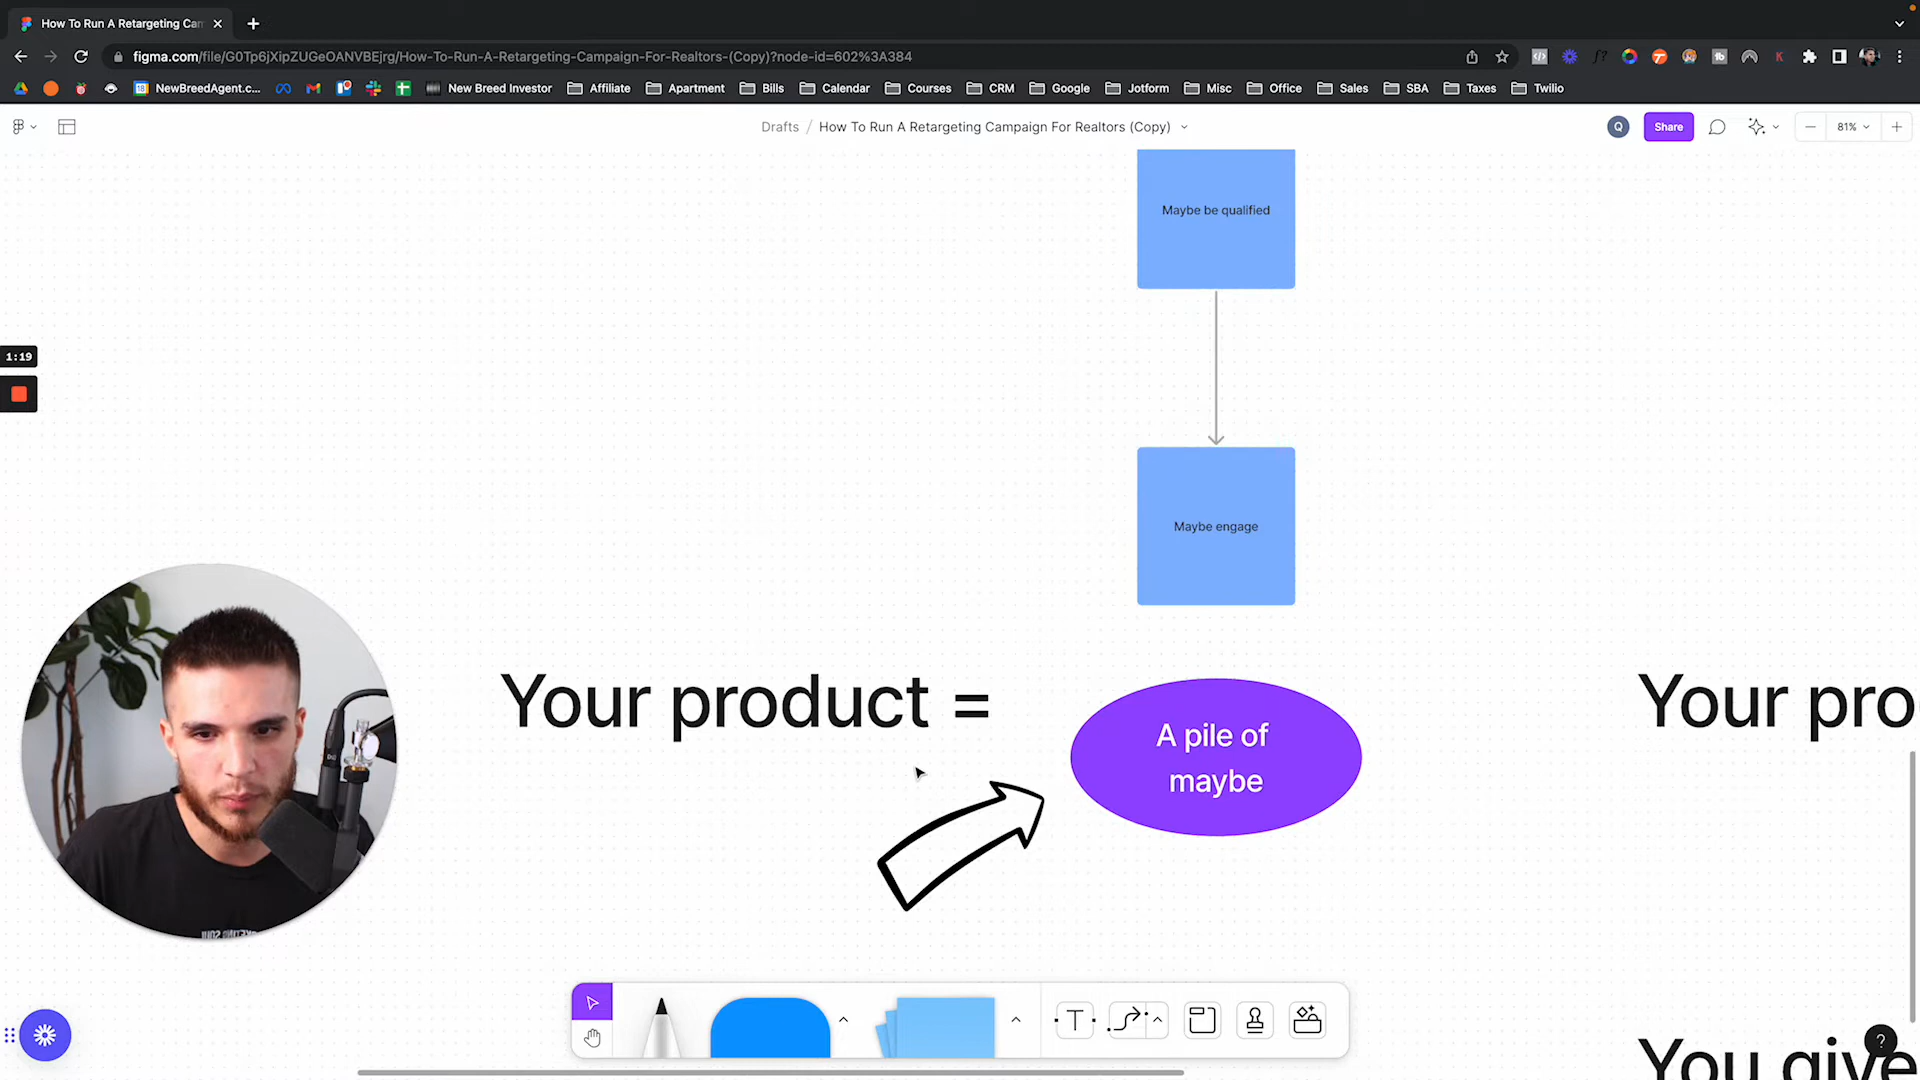 How To Run A Retargeting Can
figma.com/file/G0Tp6jXipZUGeOANVBEjrg/How-To-Run-A-Retargeting-Campaign-For-Realtors-(Copy)?node-id=602%3A384
NewBreedAgent.c...
New Breed Investor
Affiliate
Apartment
Bills
Calendar
Courses
CRM
Google
Jotform
Misc
Office
Sales
SBA
Taxes
Twilio
Drafts / How To Run A Retargeting Campaign For Realtors (Copy)
Q
Share
81%
Maybe be qualified
1:19
Maybe engage
Your product =
A pile of
maybe
Your pro
You give
T
?